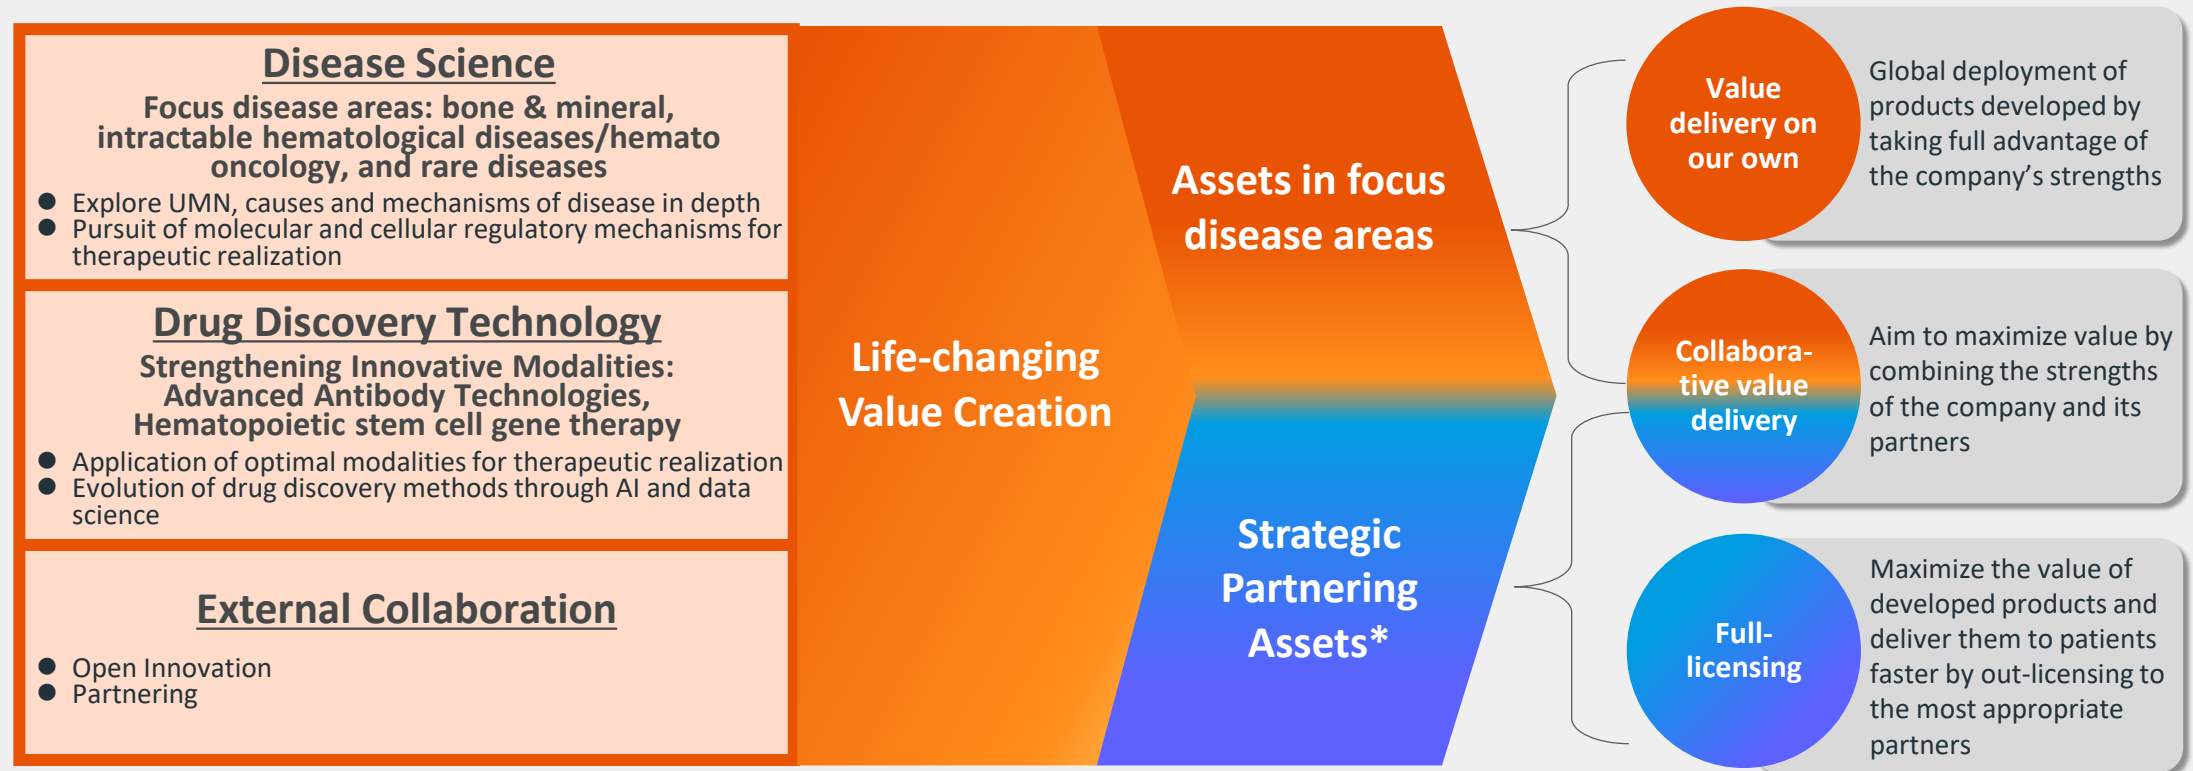 Disease Science
Focus disease areas: bone & mineral,
intractable hematological diseases/hemato
oncology, and rare diseases
● Explore UMN, causes and mechanisms of disease in depth
● Pursuit of molecular and cellular regulatory mechanisms for
therapeutic realization
Drug Discovery Technology
Strengthening Innovative Modalities:
Advanced Antibody Technologies,
Hematopoietic stem cell gene therapy
● Application of optimal modalities for therapeutic realization
● Evolution of drug discovery methods through AI and data
science
External Collaboration
● Open Innovation
● Partnering
Life-changing
Value Creation
Assets in focus
disease areas
Strategic
Partnering
Assets*
Value
delivery on
our own
Global deployment of
products developed by
taking full advantage of
the company’s strengths
Collabora-
tive value
delivery
Aim to maximize value by
combining the strengths
of the company and its
partners
Full-
licensing
Maximize the value of
developed products and
deliver them to patients
faster by out-licensing to
the most appropriate
partners